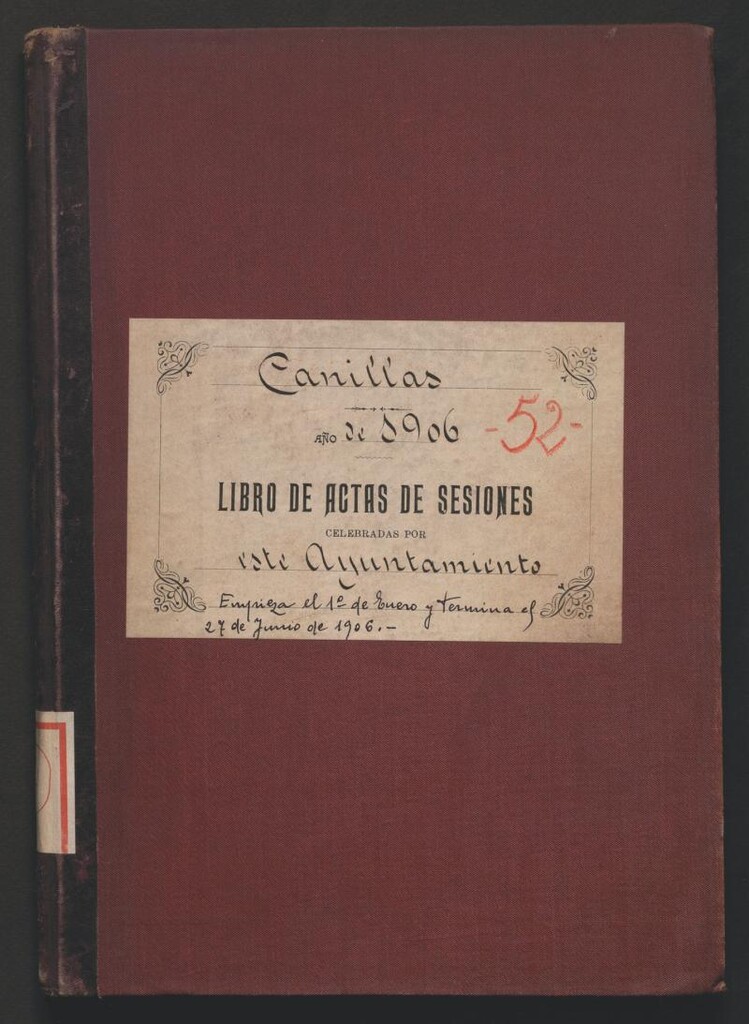 Canillas
AÑO de 1906 -52-
LIBRO DE ACTAS DE SESIONES
CELEBRADAS POR
este Ayuntamiento
Empieza el 1º de Enero y termina el
27 de Junio de 1906.-